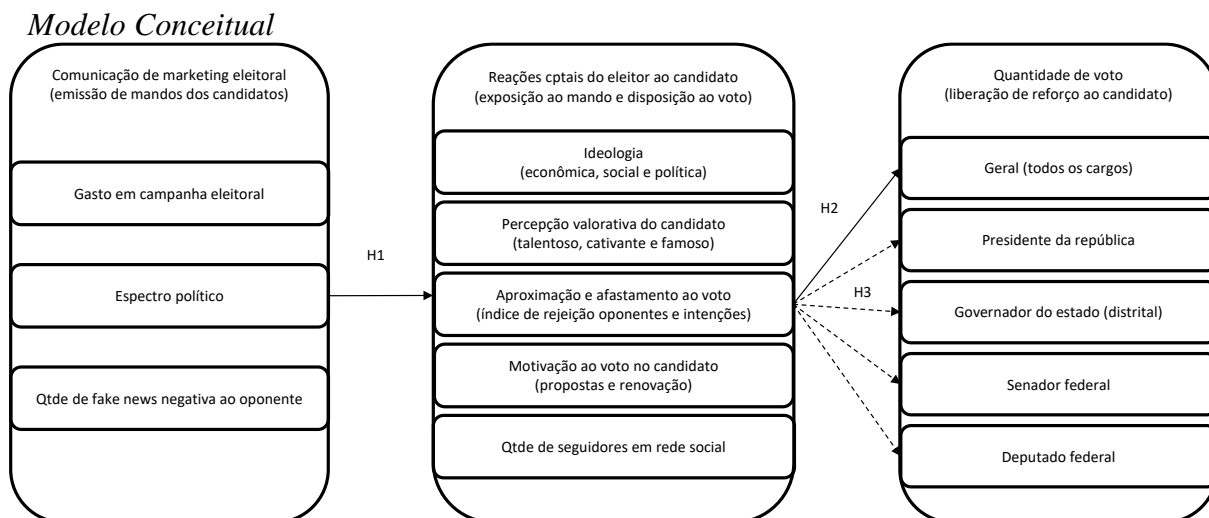 Modelo Conceitual
Comunicação de marketing eleitoral
(emissão de mandos dos candidatos)
Gasto em campanha eleitoral
Espectro político
Qtde de fake news negativa ao oponente
H1
Reações cptais do eleitor ao candidato
(exposição ao mando e disposição ao voto)
Ideologia
(econômica, social e política)
Percepção valorativa do candidato
(talentoso, cativante e famoso)
Aproximação e afastamento ao voto
(índice de rejeição oponentes e intenções)
Motivação ao voto no candidato
(propostas e renovação)
Qtde de seguidores em rede social
H2
H3
Quantidade de voto
(liberação de reforço ao candidato)
Geral (todos os cargos)
Presidente da república
Governador do estado (distrital)
Senador federal
Deputado federal